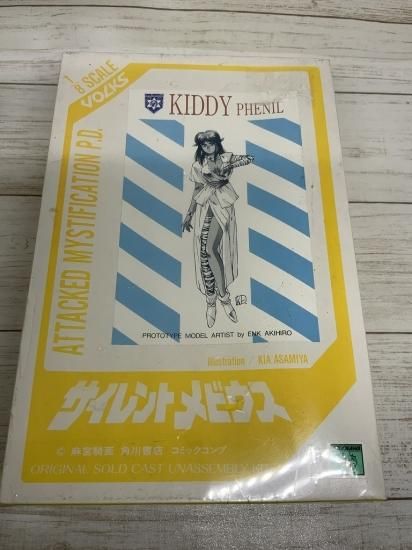 1/8 SCALE
VOLKS
ATTACKED MYSTIFICATION P.D.
KIDDY PHENIL
PROTOTYPE MODEL ARTIST by ENK AKIHIRO
Illustration / KIA ASAMIYA
サイレントメビウス
© 麻宮騎亜 角川書店 コミックコンプ
ORIGINAL SOLD CAST UNASSEMBLY